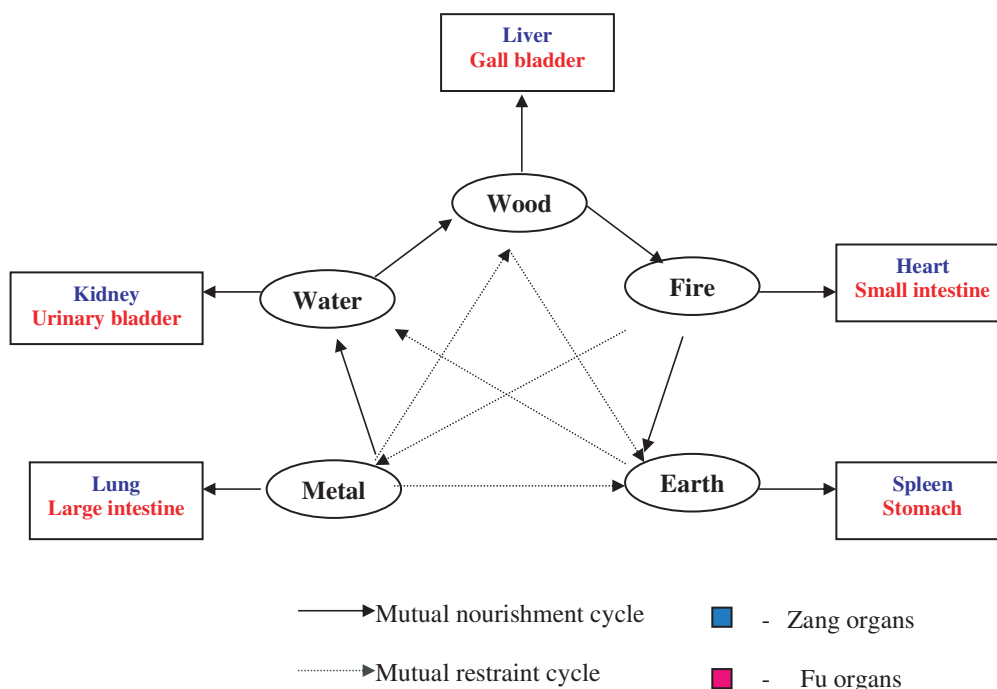 Liver
Gall bladder
Wood
Water
Fire
Kidney
Urinary bladder
Heart
Small intestine
Metal
Earth
Lung
Large intestine
Spleen
Stomach
Mutual nourishment cycle
- Zang organs
Mutual restraint cycle
- Fu organs